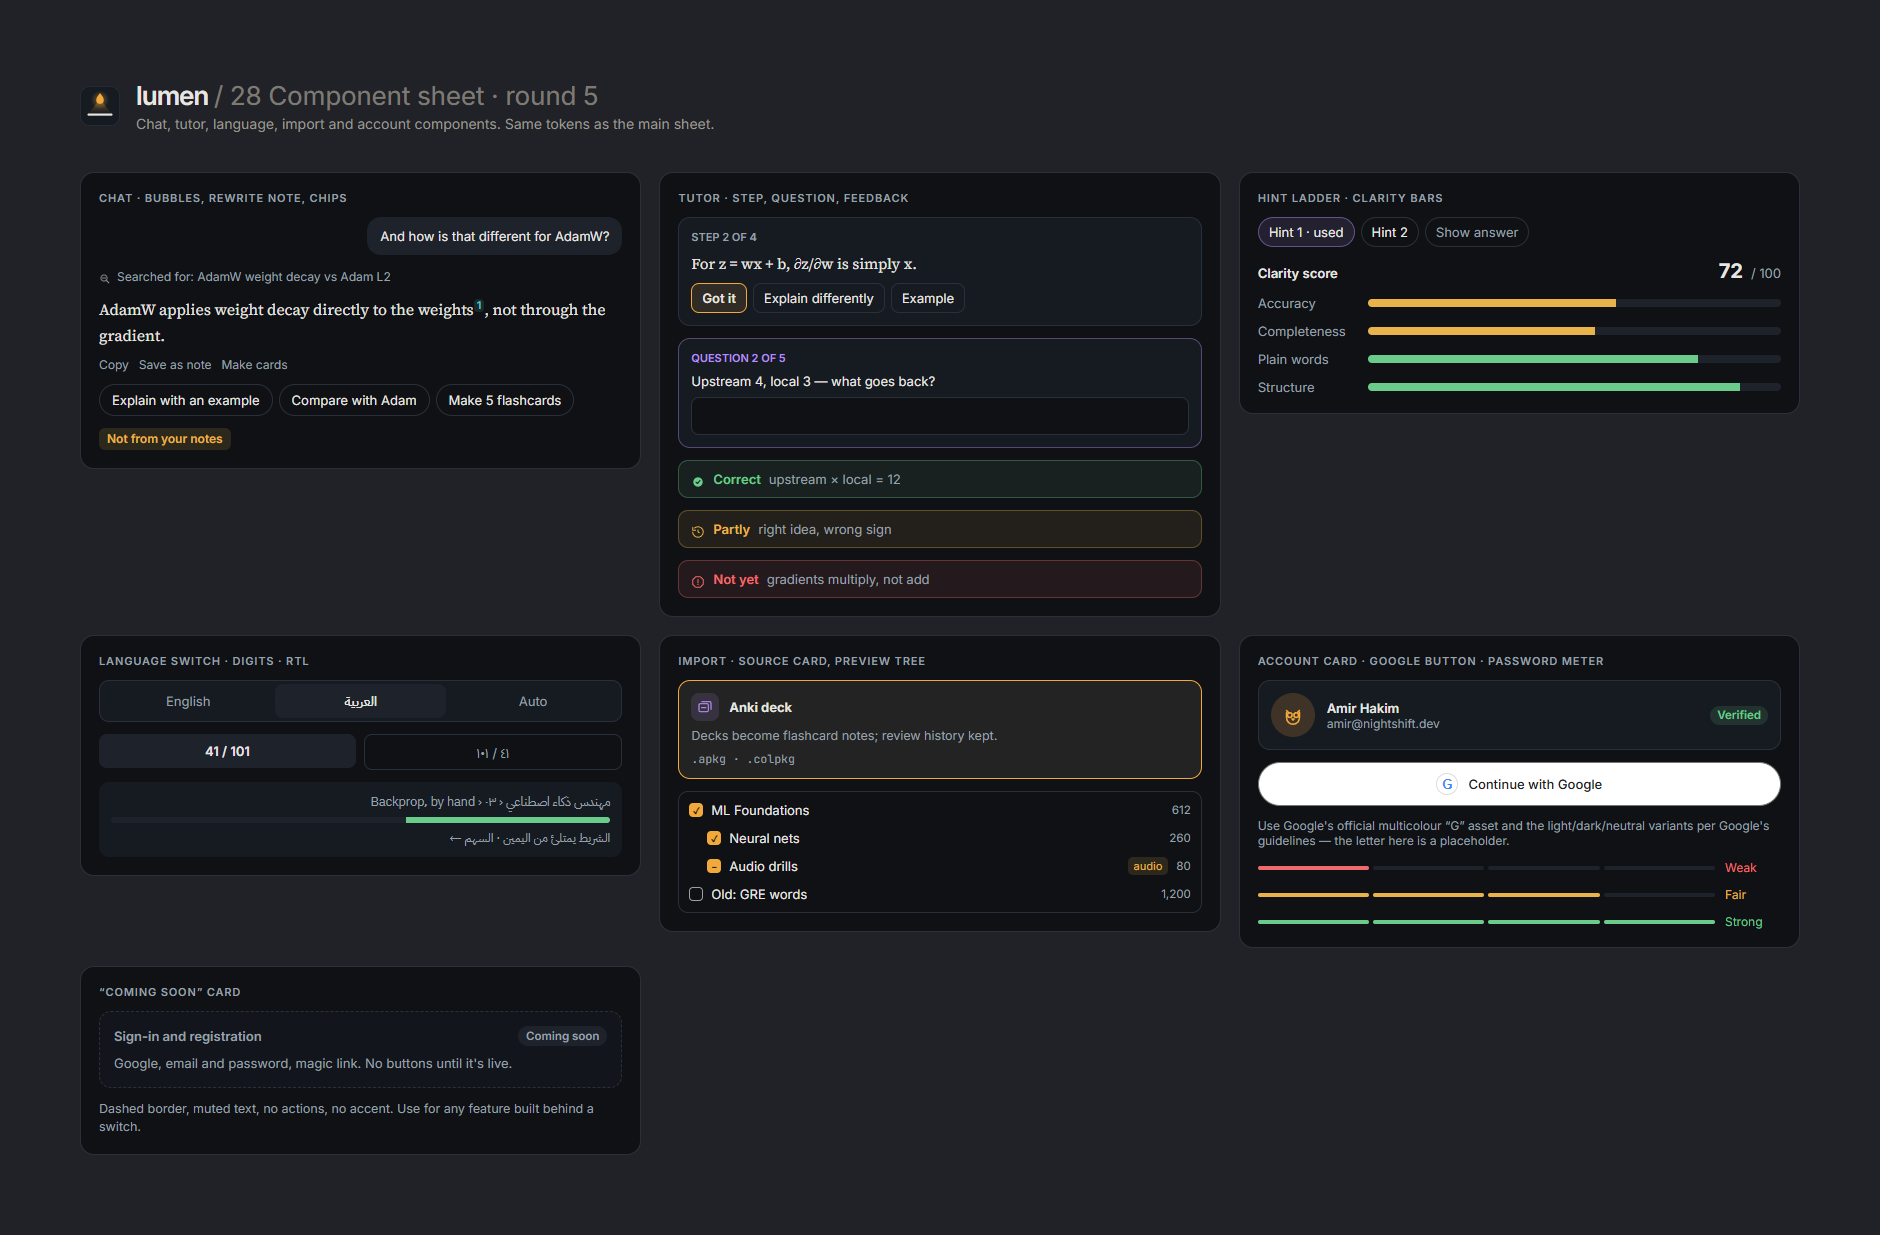 lumen / 28 Component sheet · round 5
Chat, tutor, language, import and account components. Same tokens as the main sheet.
CHAT · BUBBLES, REWRITE NOTE, CHIPS
And how is that different for AdamW?
Searched for: AdamW weight decay vs Adam L2
AdamW applies weight decay directly to the weights1, not through the
gradient.
Copy Save as note Make cards
Explain with an example Compare with Adam Make 5 flashcards
Not from your notes
TUTOR · STEP, QUESTION, FEEDBACK
STEP 2 OF 4
For z = wx + b, ∂z/∂w is simply x.
Got it Explain differently Example
QUESTION 2 OF 5
Upstream 4, local 3 — what goes back?
Correct upstream × local = 12
Partly right idea, wrong sign
Not yet gradients multiply, not add
HINT LADDER · CLARITY BARS
Hint 1 · used Hint 2 Show answer
Clarity score 72 / 100
Accuracy
Completeness
Plain words
Structure
LANGUAGE SWITCH · DIGITS · RTL
English العربية Auto
41 / 101 ٤١ / ١٠١
مهندس ذكاء اصطناعي › ٠٣ › Backprop, by hand
الشريط يمتلئ من اليمين · السهم ←
IMPORT · SOURCE CARD, PREVIEW TREE
Anki deck
Decks become flashcard notes; review history kept.
.apkg · .colpkg
ML Foundations 612
Neural nets 260
Audio drills audio 80
Old: GRE words 1,200
ACCOUNT CARD · GOOGLE BUTTON · PASSWORD METER
Amir Hakim
amir@nightshift.dev
Verified
G Continue with Google
Use Google's official multicolour “G” asset and the light/dark/neutral variants per Google's
guidelines — the letter here is a placeholder.
Weak
Fair
Strong
“COMING SOON” CARD
Sign-in and registration Coming soon
Google, email and password, magic link. No buttons until it's live.
Dashed border, muted text, no actions, no accent. Use for any feature built behind a
switch.